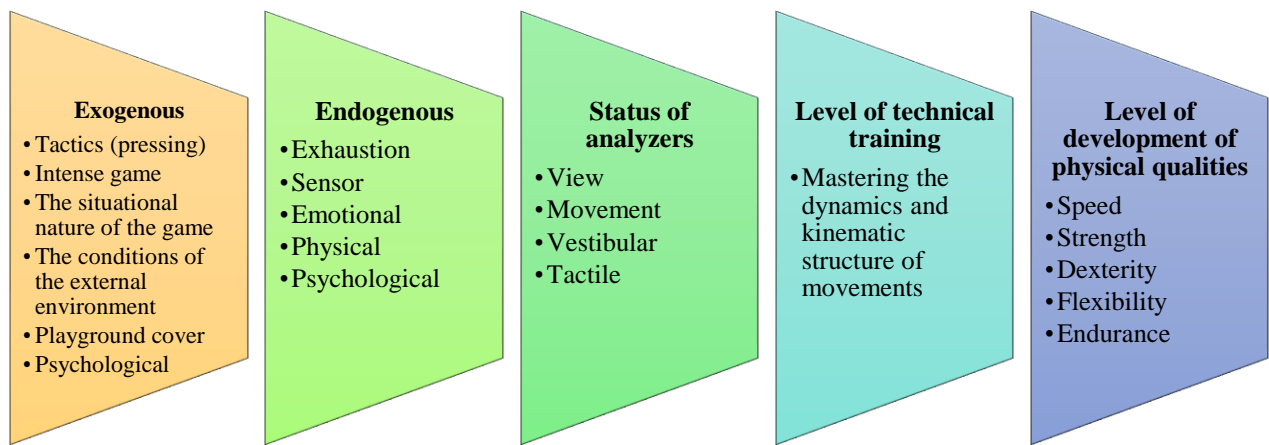 Exogenous
•Tactics (pressing)
•Intense game
•The situational
nature of the game
•The conditions of
the external
environment
•Playground cover
•Psychological
Endogenous
•Exhaustion
•Sensor
•Emotional
•Physical
•Psychological
Status of
analyzers
•View
•Movement
•Vestibular
•Tactile
Level of technical
training
•Mastering the
dynamics and
kinematic
structure of
movements
Level of
development of
physical qualities
•Speed
•Strength
•Dexterity
•Flexibility
•Endurance